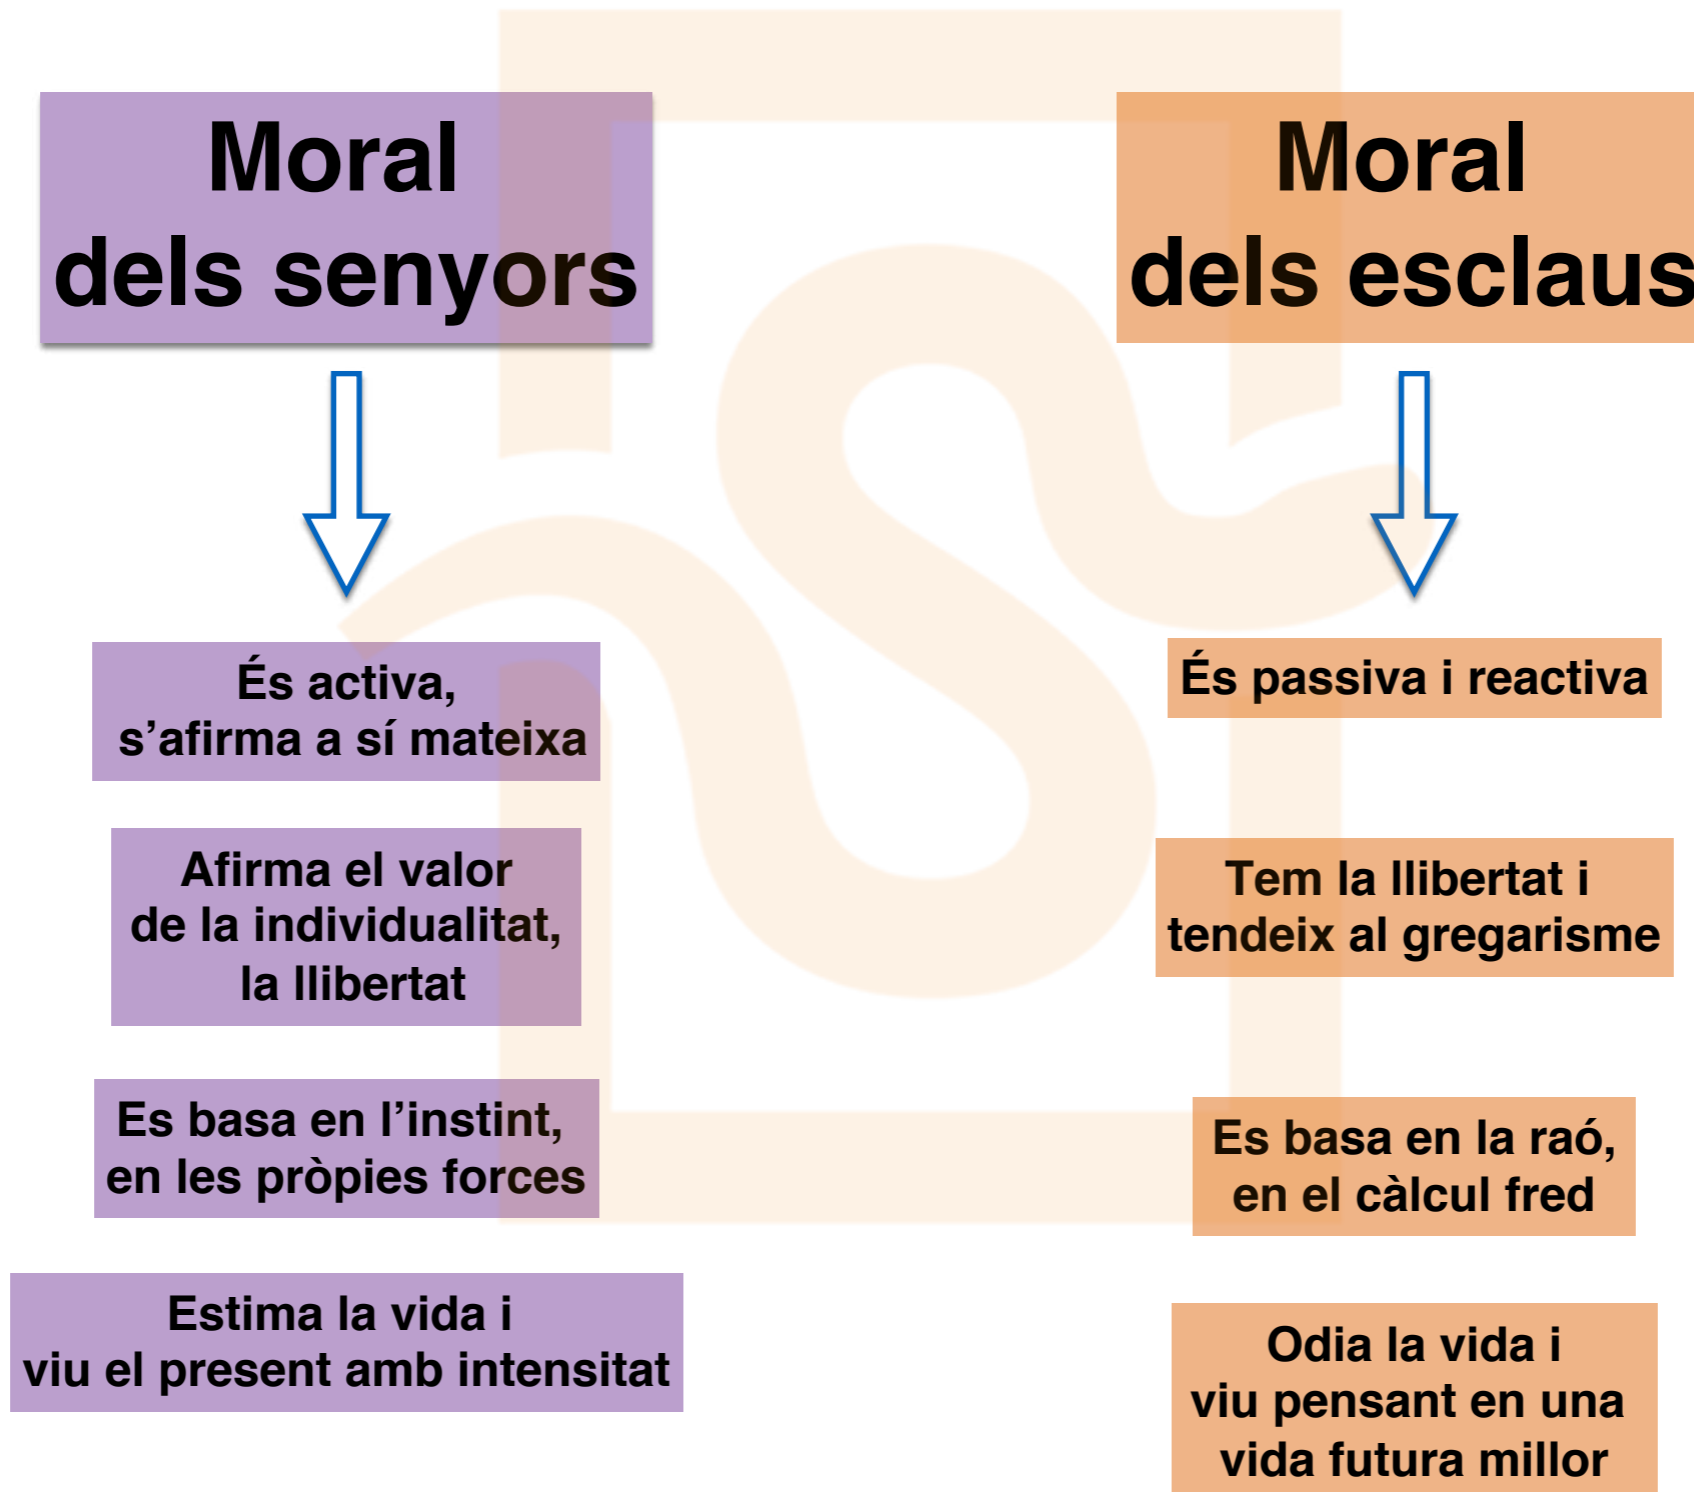 Moral
dels senyors
És activa,
s’afirma a sí mateixa
Afirma el valor
de la individualitat,
la llibertat
Es basa en l’instint,
en les pròpies forces
Estima la vida i
viu el present amb intensitat
Moral
dels esclaus
És passiva i reactiva
Tem la llibertat i
tendeix al gregarisme
Es basa en la raó,
en el càlcul fred
Odia la vida i
viu pensant en una
vida futura millor